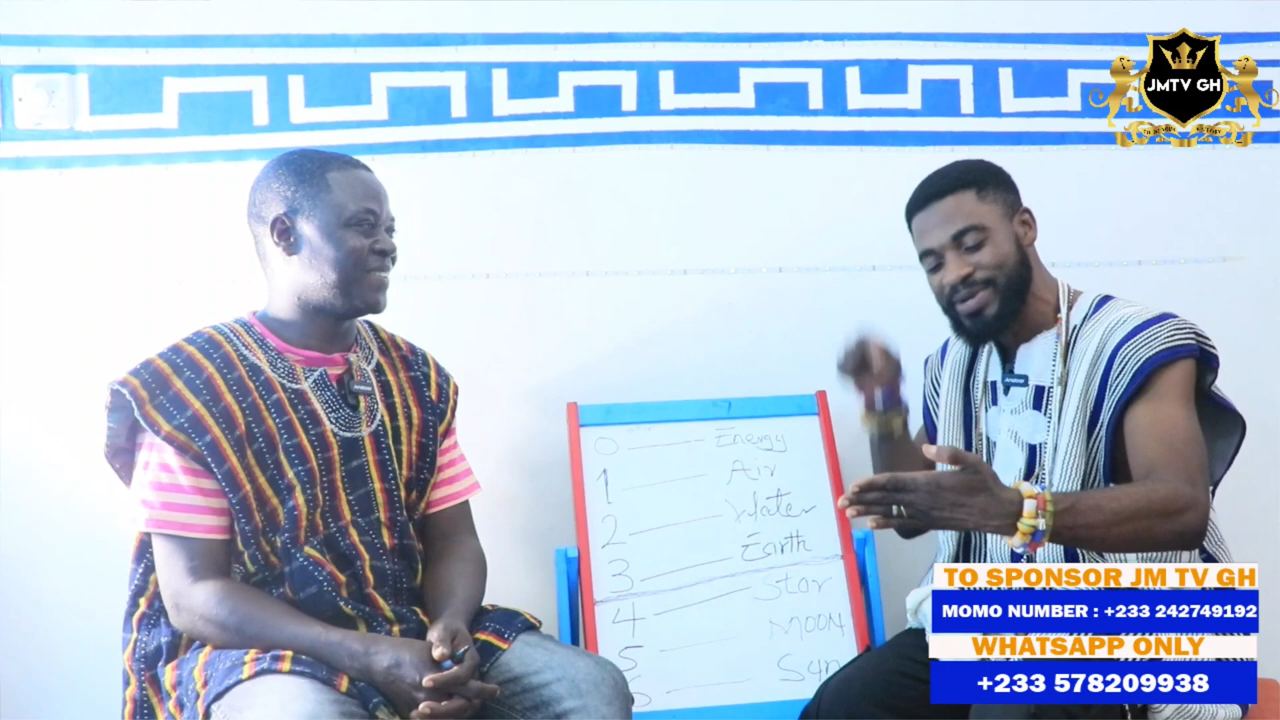 JMTV GH
0 Energy
1 Air
2 Water
3 Earth
4 Star
5 MOON
6 Sun
TO SPONSOR JM TV GH
MOMO NUMBER : +233 242749192
WHATSAPP ONLY
+233 578209938